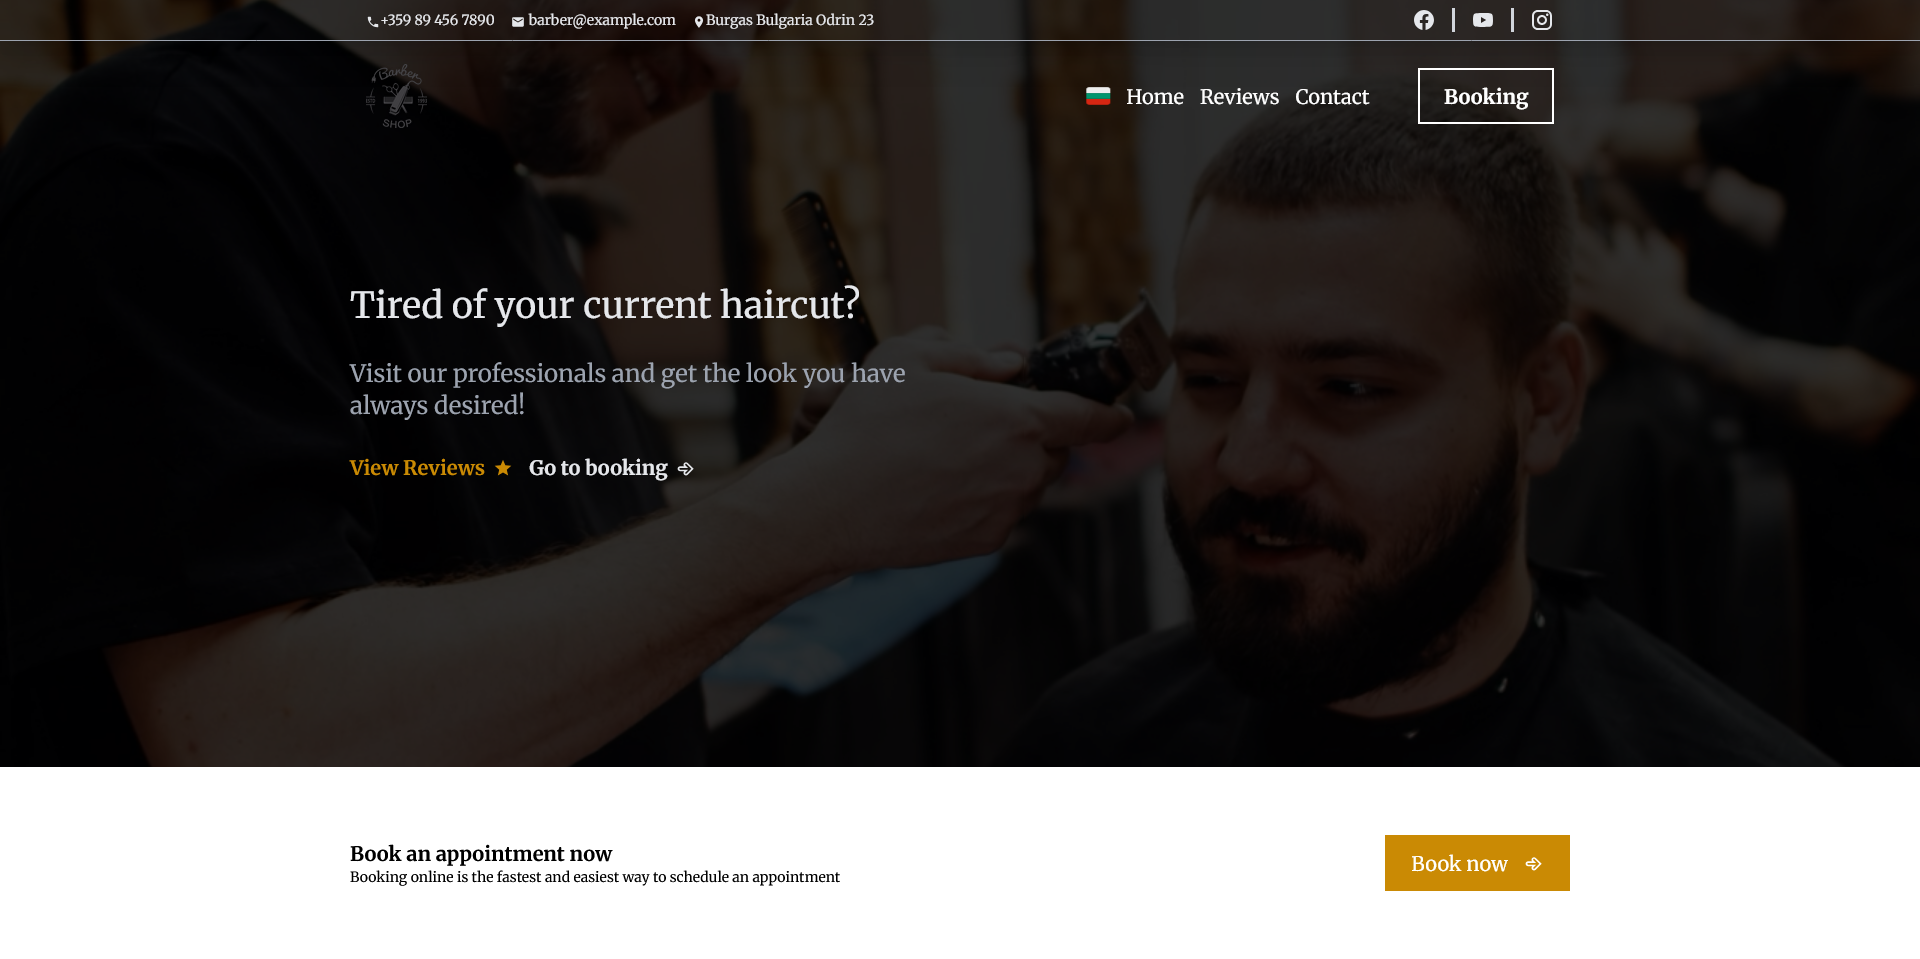 +359 89 456 7890 barber@example.com Burgas Bulgaria Odrin 23
Barber
SHOP
Home Reviews Contact Booking
Tired of your current haircut?
Visit our professionals and get the look you have
always desired!
View Reviews Go to booking
Book an appointment now
Booking online is the fastest and easiest way to schedule an appointment
Book now